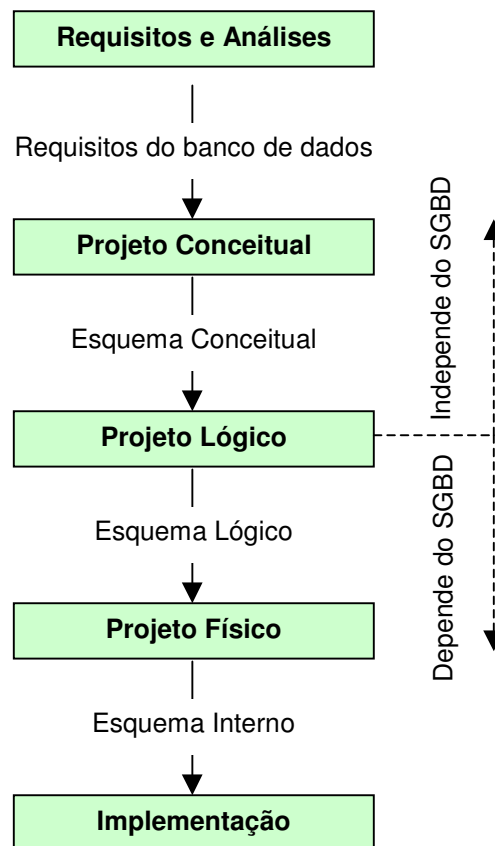 Requisitos e Análises
Requisitos do banco de dados
Projeto Conceitual
Esquema Conceitual
Projeto Lógico
Esquema Lógico
Projeto Físico
Esquema Interno
Implementação
Independe do SGBD
Depende do SGBD